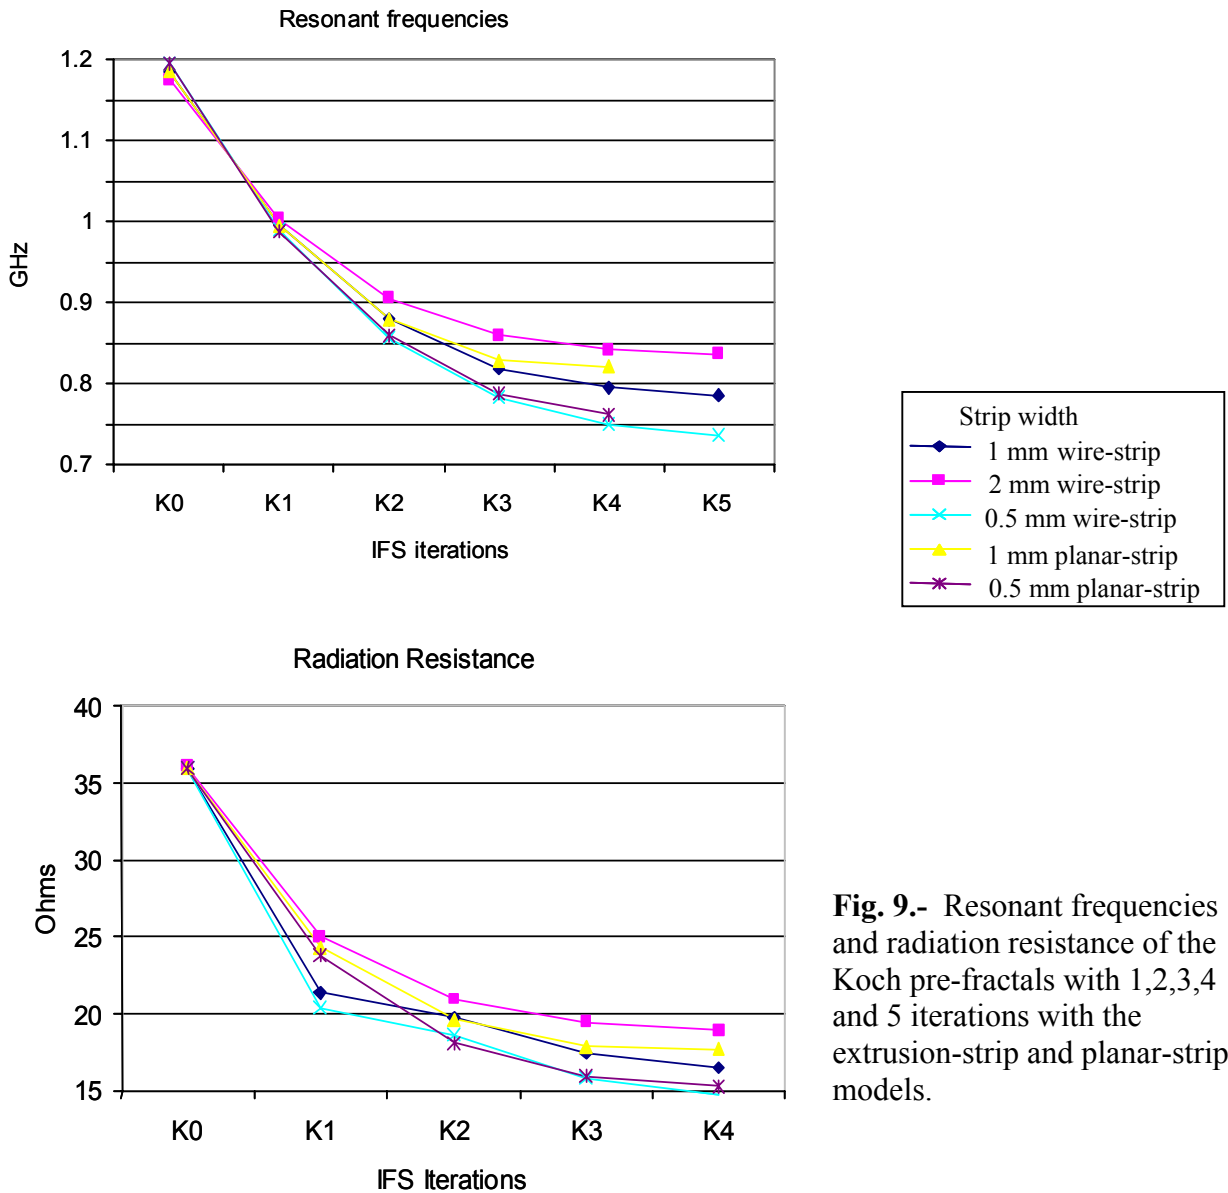 Resonant frequencies
1.2
1.1
1
0.9
0.8
0.7
GHz
K0 K1 K2 K3 K4 K5
IFS iterations
Strip width
1 mm wire-strip
2 mm wire-strip
0.5 mm wire-strip
1 mm planar-strip
0.5 mm planar-strip
Radiation Resistance
40
35
30
25
20
15
Ohms
K0 K1 K2 K3 K4
IFS Iterations
Fig. 9.- Resonant frequencies
and radiation resistance of the
Koch pre-fractals with 1,2,3,4
and 5 iterations with the
extrusion-strip and planar-strip
models.